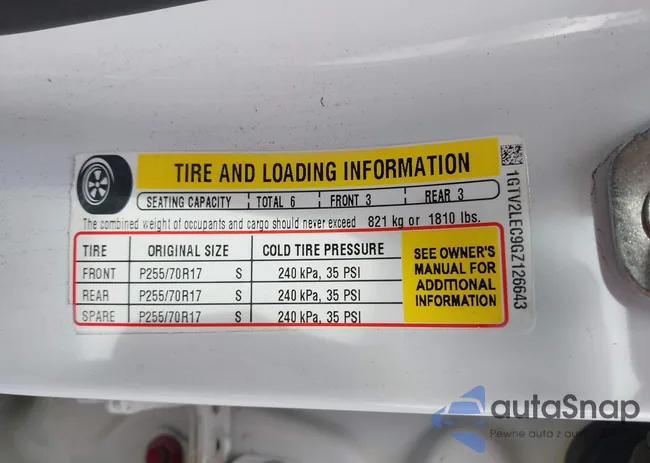 TIRE AND LOADING INFORMATION
SEATING CAPACITY TOTAL 6 FRONT 3 REAR 3
The combined weight of occupants and cargo should never exceed 821 kg or 1810 lbs.
TIRE ORIGINAL SIZE COLD TIRE PRESSURE
FRONT P255/70R17 S 240 kPa, 35 PSI
REAR P255/70R17 S 240 kPa, 35 PSI
SPARE P255/70R17 S 240 kPa, 35 PSI
SEE OWNER'S
MANUAL FOR
ADDITIONAL
INFORMATION
1GTV2LEC9GZ126643
autaSnap
Pewne auta z auk